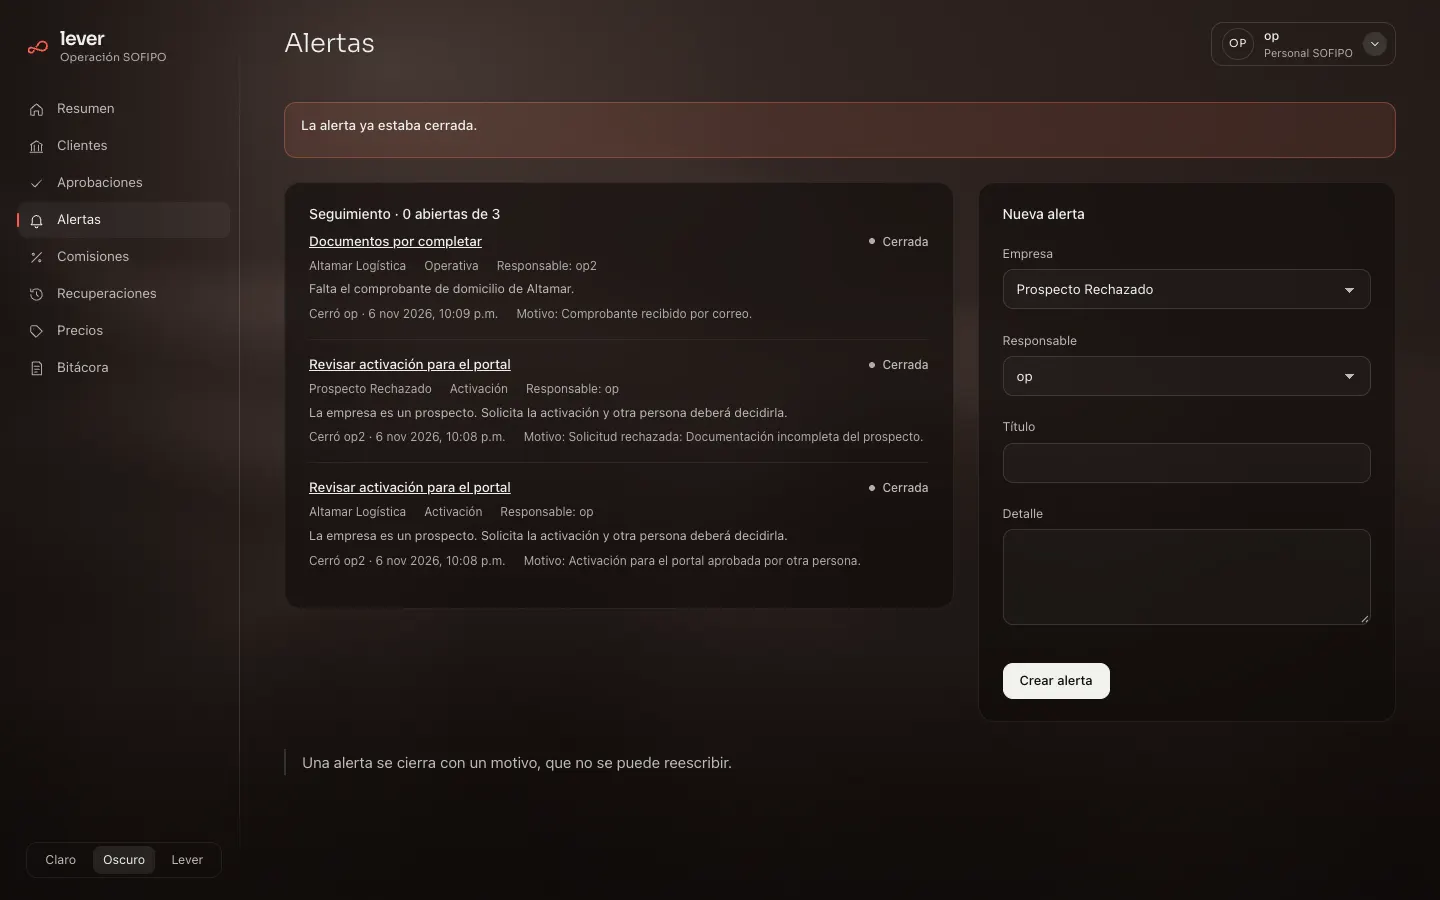 lever
Operación SOFIPO
Resumen
Clientes
Aprobaciones
Alertas
Comisiones
Recuperaciones
Precios
Bitácora
Claro Oscuro Lever
Alertas
OP
op
Personal SOFIPO
La alerta ya estaba cerrada.
Seguimiento · 0 abiertas de 3
Documentos por completar Cerrada
Altamar Logística Operativa Responsable: op2
Falta el comprobante de domicilio de Altamar.
Cerró op · 6 nov 2026, 10:09 p.m. Motivo: Comprobante recibido por correo.
Revisar activación para el portal Cerrada
Prospecto Rechazado Activación Responsable: op
La empresa es un prospecto. Solicita la activación y otra persona deberá decidirla.
Cerró op2 · 6 nov 2026, 10:08 p.m. Motivo: Solicitud rechazada: Documentación incompleta del prospecto.
Revisar activación para el portal Cerrada
Altamar Logística Activación Responsable: op
La empresa es un prospecto. Solicita la activación y otra persona deberá decidirla.
Cerró op2 · 6 nov 2026, 10:08 p.m. Motivo: Activación para el portal aprobada por otra persona.
Nueva alerta
Empresa
Prospecto Rechazado
Responsable
op
Título
Detalle
Crear alerta
Una alerta se cierra con un motivo, que no se puede reescribir.